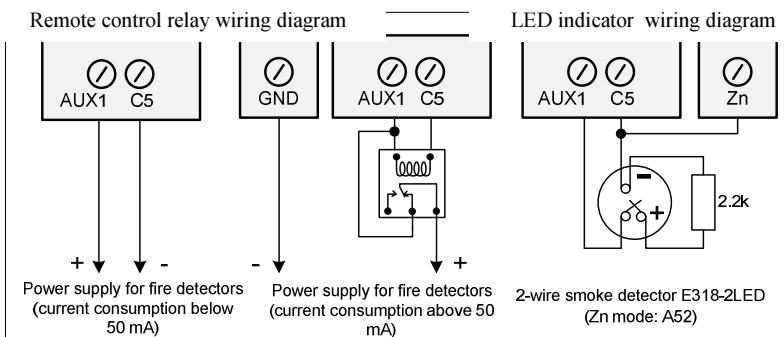 Remote control relay wiring diagram
LED indicator wiring diagram
AUX1 C5
GND
AUX1 C5
AUX1 C5
Zn
- +
2.2k
+ -
- +
Power supply for fire detectors
(current consumption below
50 mA)
Power supply for fire detectors
(current consumption above 50
mA)
2-wire smoke detector E318-2LED
(Zn mode: A52)